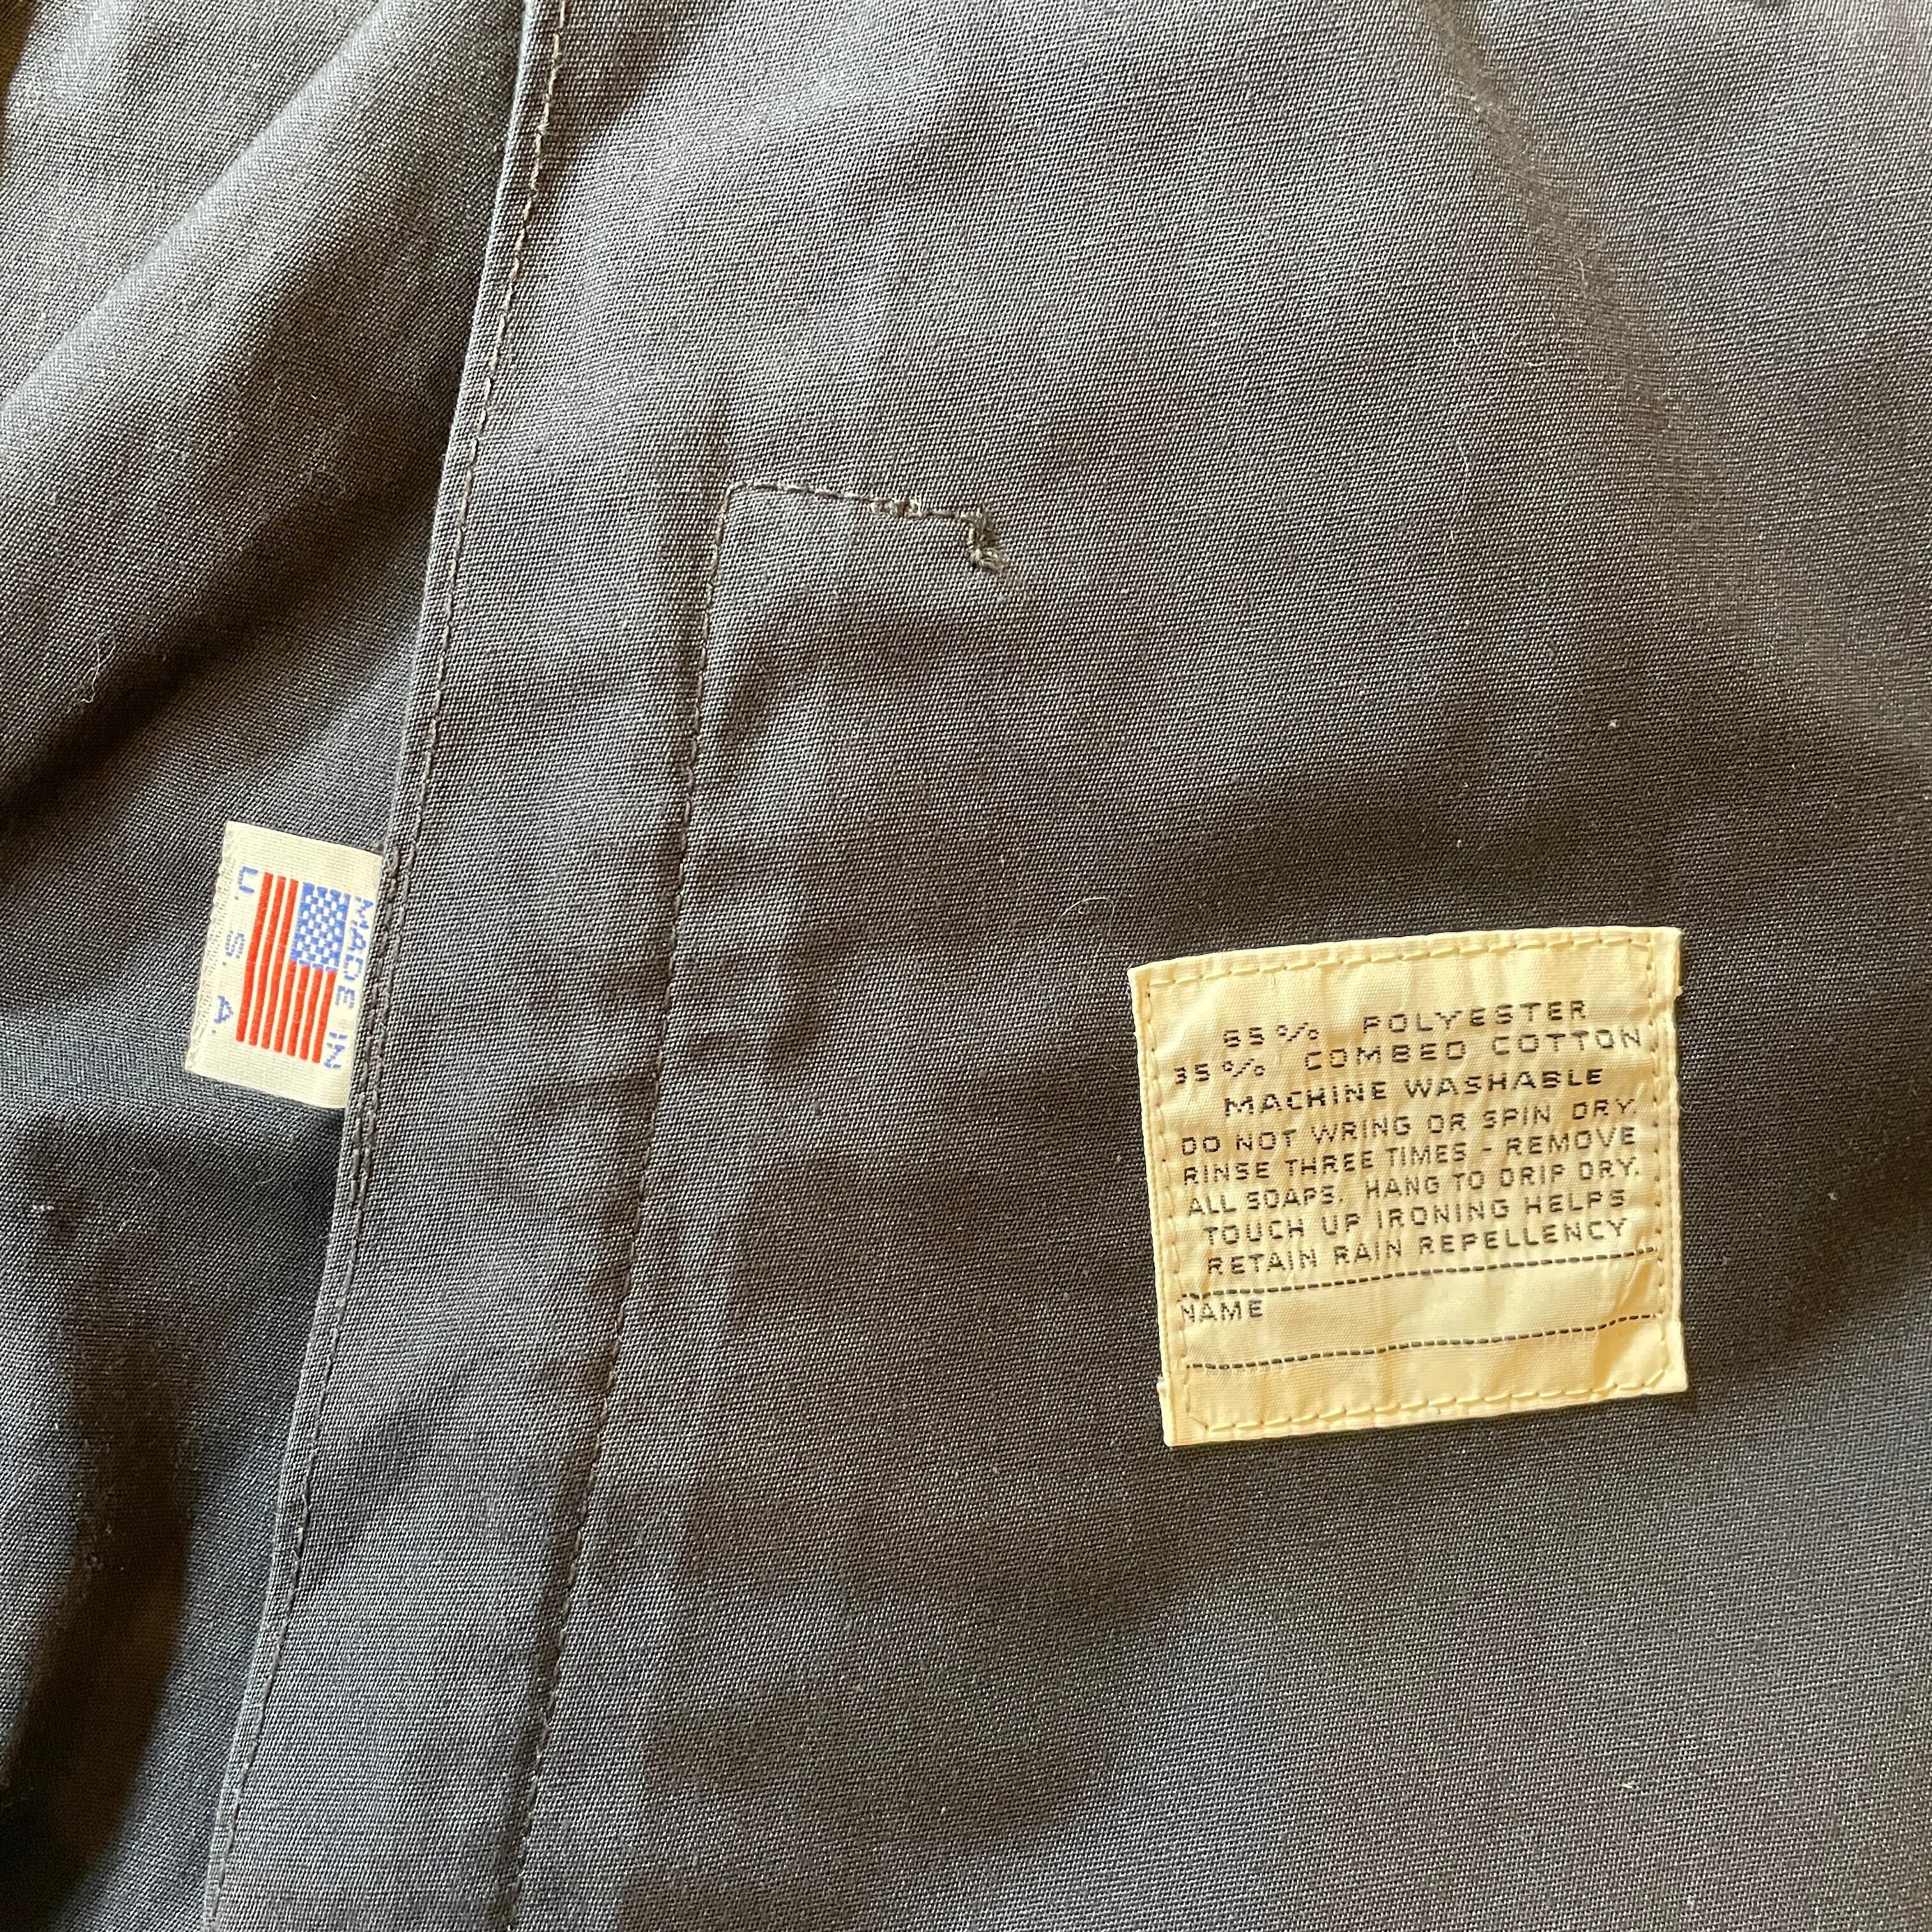 MADE IN
U. S. A.
65% POLYESTER
35% COMBED COTTON
MACHINE WASHABLE
DO NOT WRING OR SPIN DRY.
RINSE THREE TIMES - REMOVE
ALL SOAPS. HANG TO DRIP DRY.
TOUCH UP IRONING HELPS
RETAIN RAIN REPELLENCY
NAME